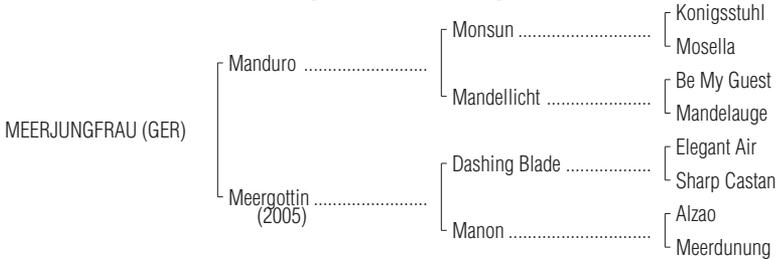 Konigsstuhl
Monsun ............................
Mosella
Manduro ..........................
Be My Guest
Mandellicht ......................
Mandelauge
MEERJUNGFRAU (GER)
Elegant Air
Dashing Blade ..................
Sharp Castan
Meergottin ........................
(2005)
Alzao
Manon ..............................
Meerdunung